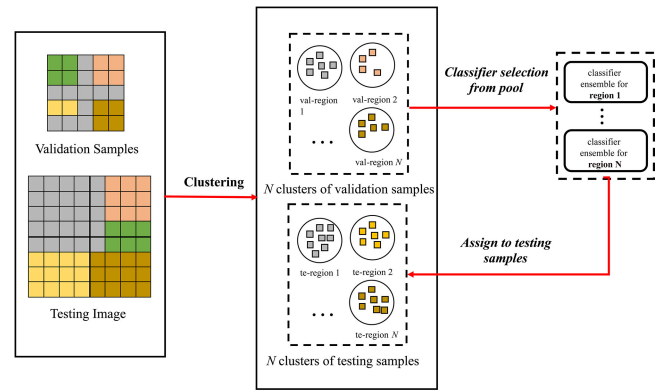 Validation Samples
Testing Image
Clustering
val-region
1
val-region 2
...
val-region N
N clusters of validation samples
te-region 1
te-region 2
...
te-region N
N clusters of testing samples
Classifier selection
from pool
Assign to testing
samples
classifier
ensemble for
region 1
classifier
ensemble for
region N